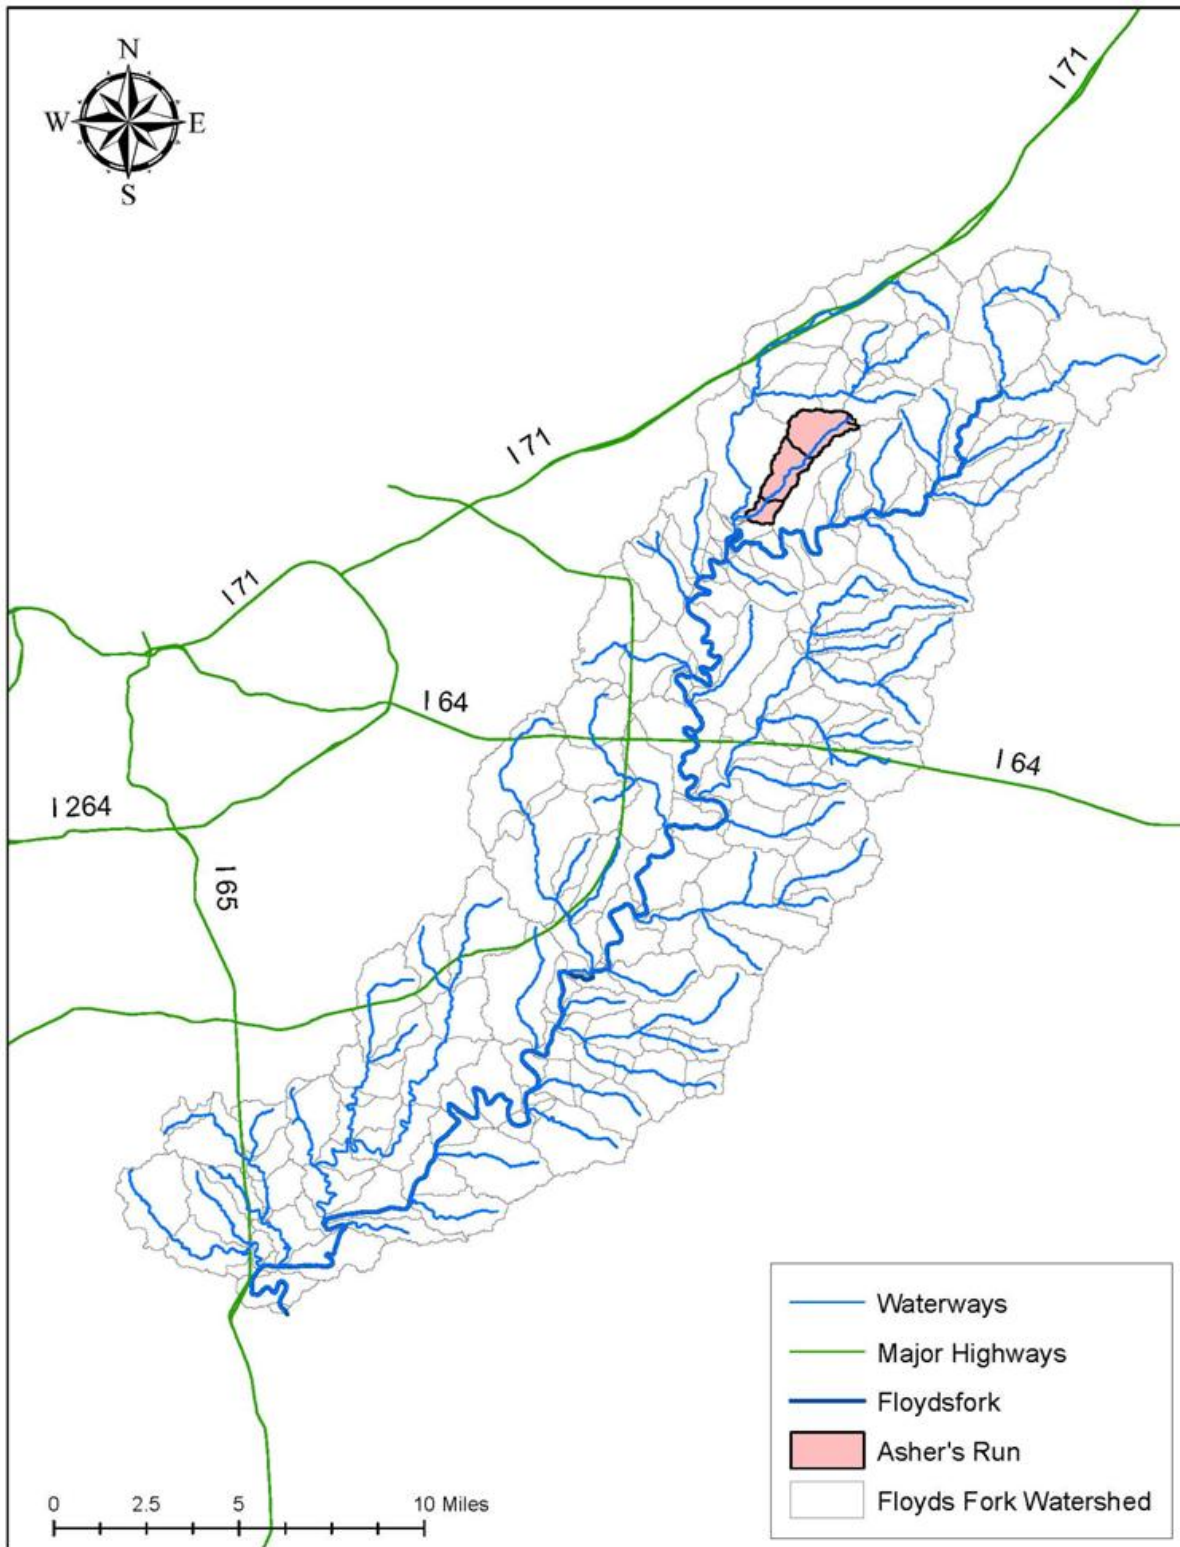 N
W E
S
I 71
I 71
I 71
I 64
I 64
I 264
I 65
Waterways
Major Highways
Floydsfork
Asher's Run
Floyds Fork Watershed
0 2.5 5 10 Miles